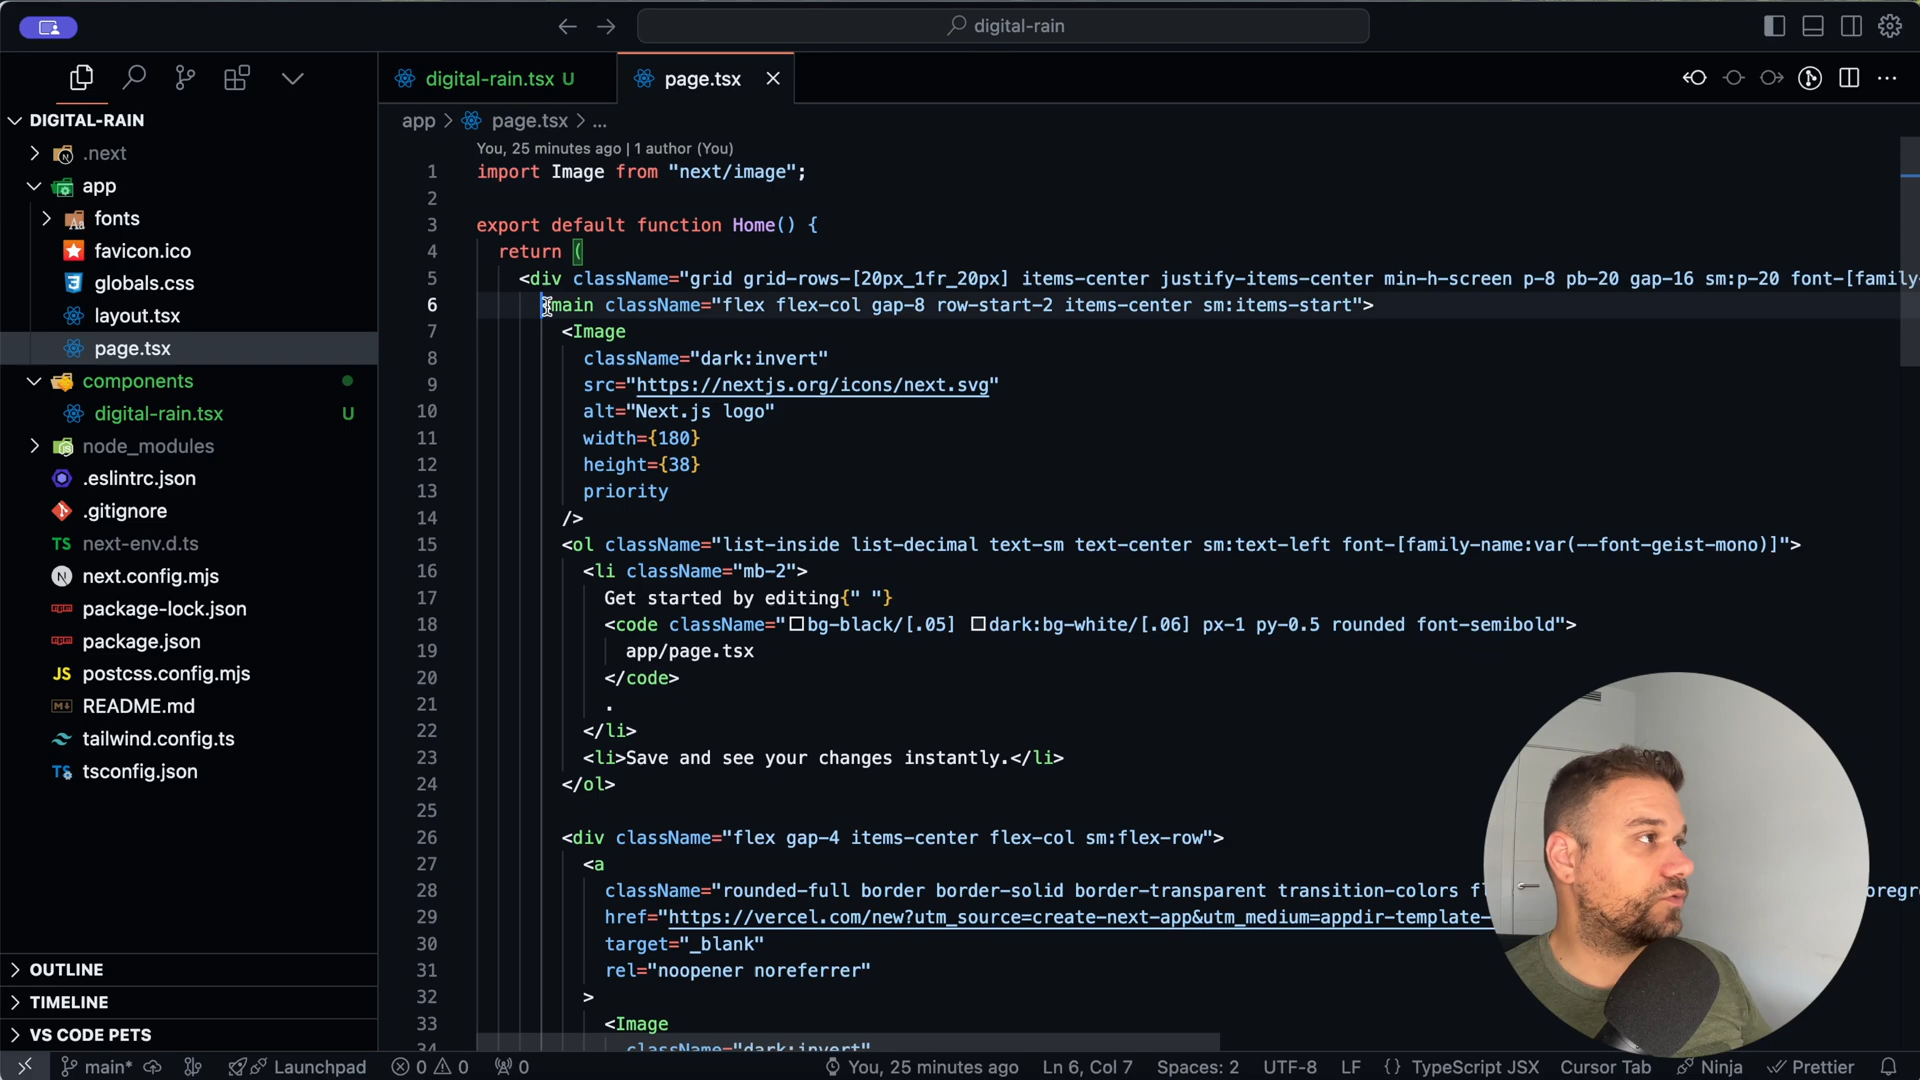 digital-rain
DIGITAL-RAIN
.next
app
fonts
favicon.ico
globals.css
layout.tsx
page.tsx
components
digital-rain.tsx U
node_modules
.eslintrc.json
.gitignore
TS next-env.d.ts
next.config.mjs
package-lock.json
package.json
JS postcss.config.mjs
README.md
tailwind.config.ts
tsconfig.json
OUTLINE
TIMELINE
VS CODE PETS
digital-rain.tsx U
page.tsx
app > page.tsx > ...
You, 25 minutes ago | 1 author (You)
1 import Image from "next/image";
2
3 export default function Home() {
4 return (
5 <div className="grid grid-rows-[20px_1fr_20px] items-center justify-items-center min-h-screen p-8 pb-20 gap-16 sm:p-20 font-[family-
6 <main className="flex flex-col gap-8 row-start-2 items-center sm:items-start">
7 <Image
8 className="dark:invert"
9 src="https://nextjs.org/icons/next.svg"
10 alt="Next.js logo"
11 width={180}
12 height={38}
13 priority
14 />
15 <ol className="list-inside list-decimal text-sm text-center sm:text-left font-[family-name:var(--font-geist-mono)]">
16 <li className="mb-2">
17 Get started by editing{" "}
18 <code className="bg-black/[.05] dark:bg-white/[.06] px-1 py-0.5 rounded font-semibold">
19 app/page.tsx
20 </code>
21 .
22 </li>
23 <li>Save and see your changes instantly.</li>
24 </ol>
25
26 <div className="flex gap-4 items-center flex-col sm:flex-row">
27 <a
28 className="rounded-full border border-solid border-transparent transition-colors
29 href="https://vercel.com/new?utm_source=create-next-app&utm_medium=appdir-template-
30 target="_blank"
31 rel="noopener noreferrer"
32 >
33 <Image
34 className="dark:invert"
main* Launchpad 0 0 0 You, 25 minutes ago Ln 6, Col 7 Spaces: 2 UTF-8 LF {} TypeScript JSX Cursor Tab Ninja Prettier